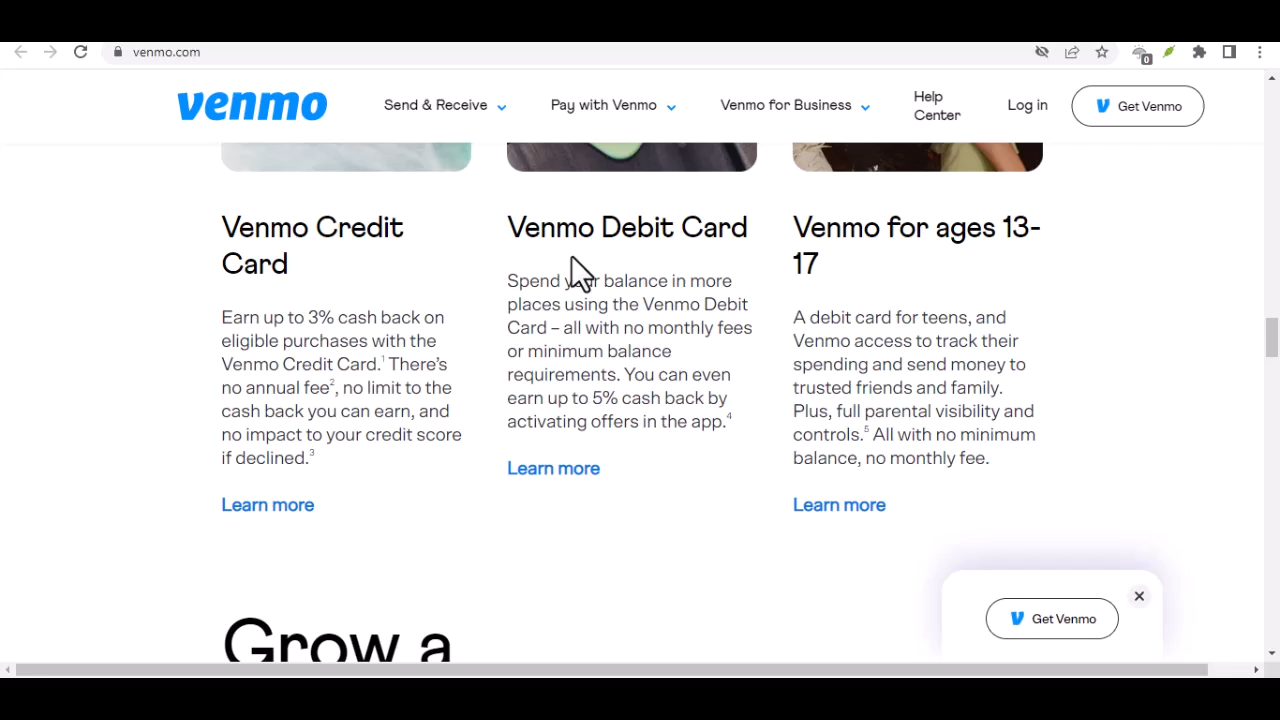 venmo.com
0
venmo
Send & Receive
Pay with Venmo
Venmo for Business
Help
Center
Log in
Get Venmo
Venmo Credit
Card
Earn up to 3% cash back on
eligible purchases with the
Venmo Credit Card.¹ There's
no annual fee², no limit to the
cash back you can earn, and
no impact to your credit score
if declined.³
Learn more
Venmo Debit Card
Spend your balance in more
places using the Venmo Debit
Card – all with no monthly fees
or minimum balance
requirements. You can even
earn up to 5% cash back by
activating offers in the app.⁴
Learn more
Venmo for ages 13-
17
A debit card for teens, and
Venmo access to track their
spending and send money to
trusted friends and family.
Plus, full parental visibility and
controls.⁵ All with no minimum
balance, no monthly fee.
Learn more
Grow a
Get Venmo